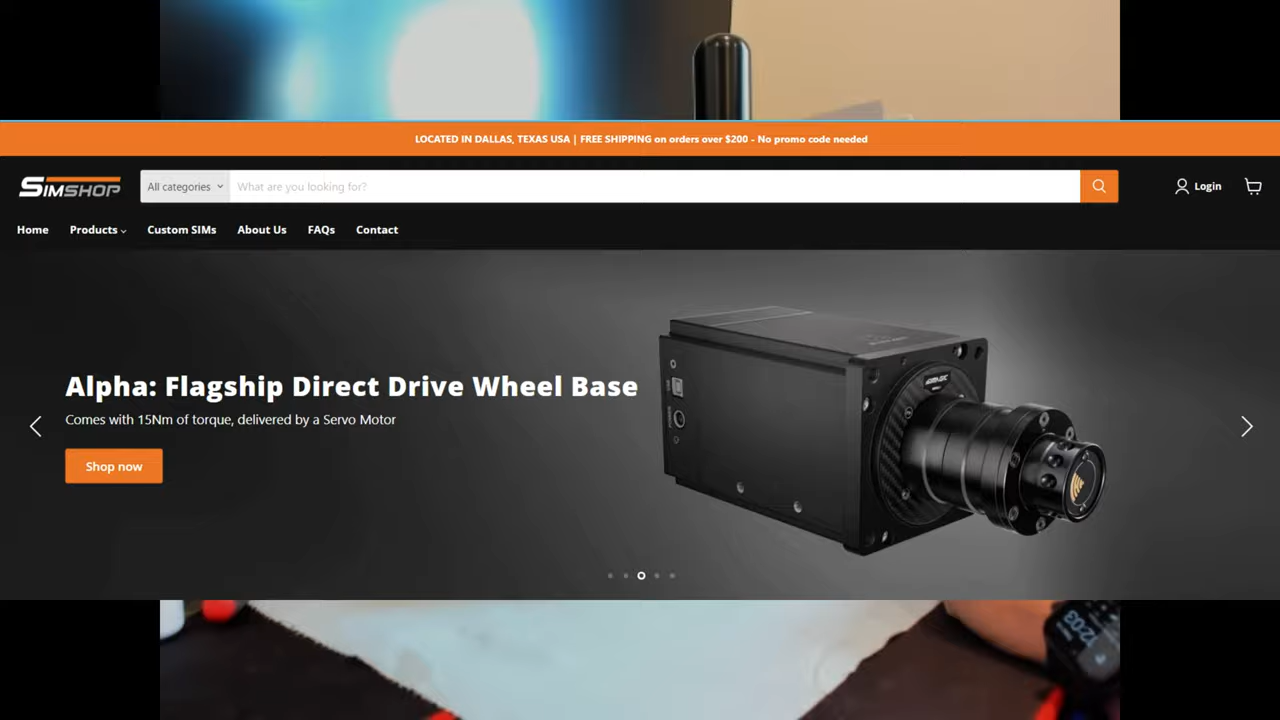 LOCATED IN DALLAS, TEXAS USA | FREE SHIPPING on orders over $200 - No promo code needed
SIMSHOP
All categories
What are you looking for?
Login
Home
Products
Custom SIMs
About Us
FAQs
Contact
Alpha: Flagship Direct Drive Wheel Base
Comes with 15Nm of torque, delivered by a Servo Motor
Shop now
USB
POWER